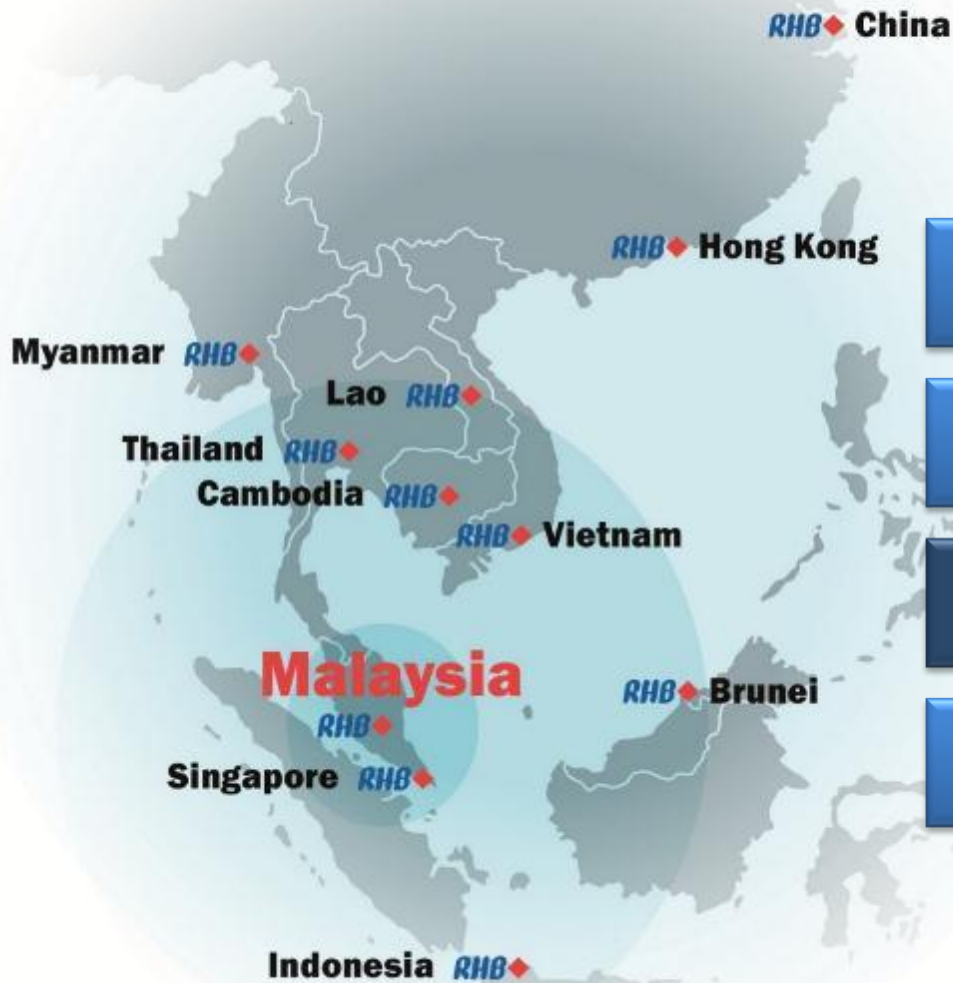 RHB China
RHB Hong Kong
Myanmar RHB
Lao RHB
Thailand RHB
Cambodia RHB
RHB Vietnam
Malaysia
RHB
RHB Brunei
Singapore RHB
Indonesia RHB